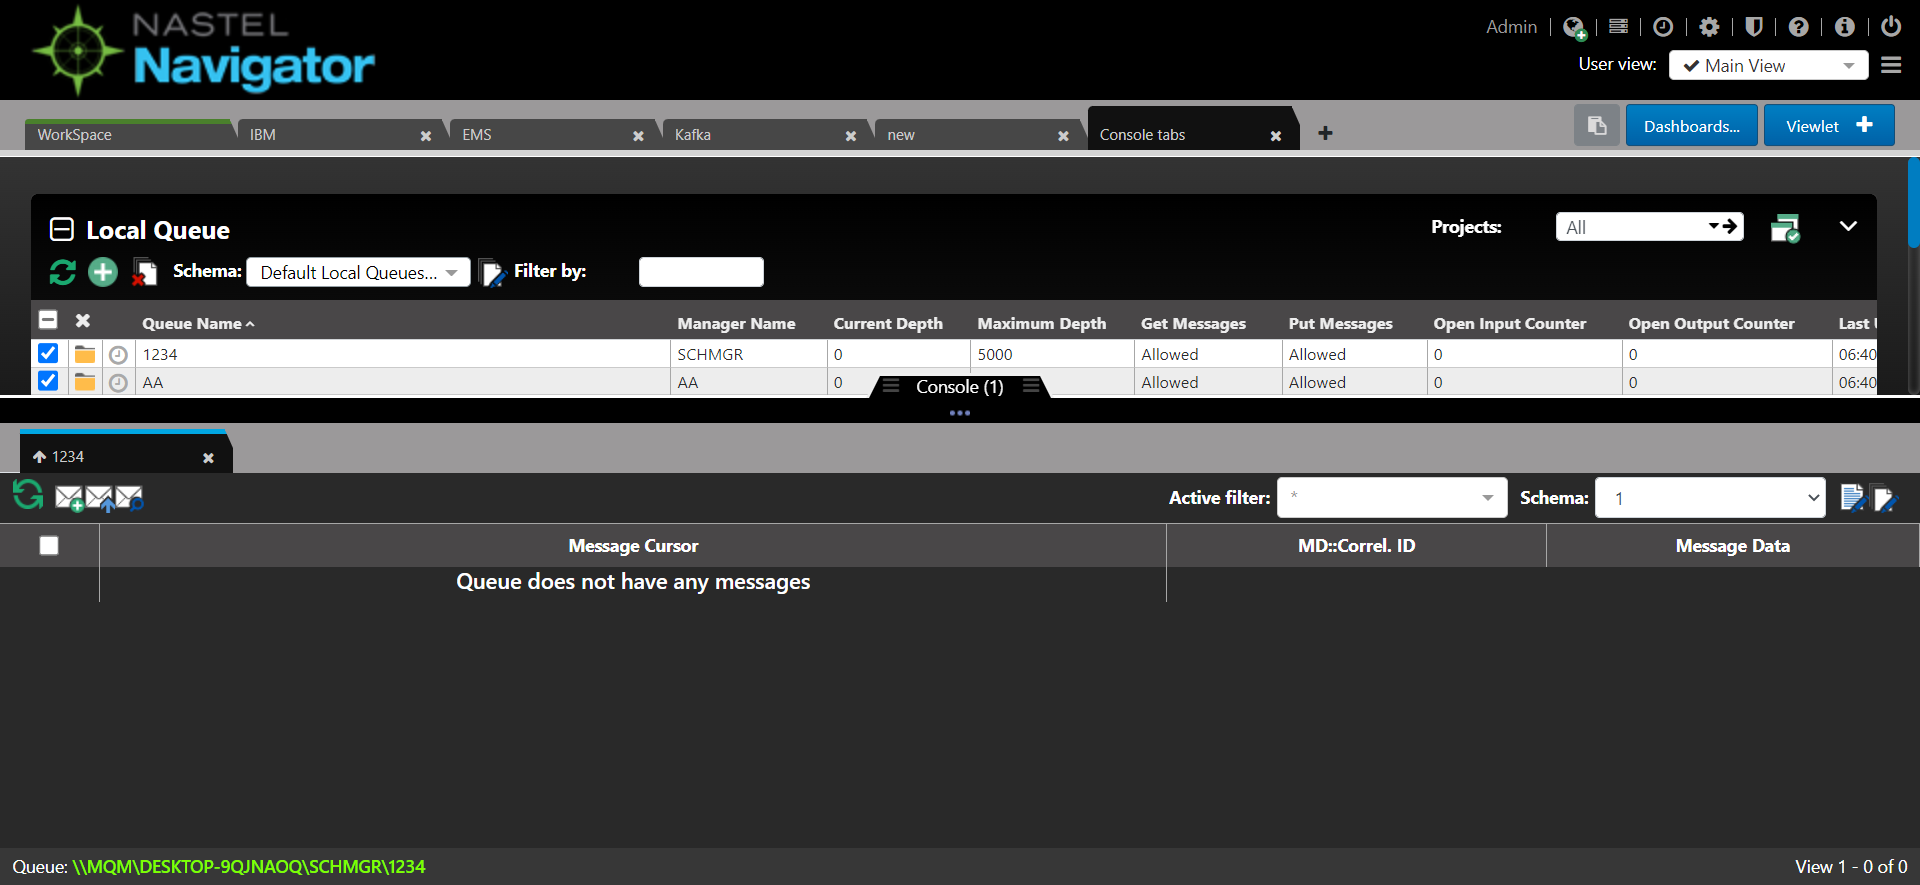 NASTEL
Navigator
Admin
User view:
Main View
WorkSpace
IBM
EMS
Kafka
new
Console tabs
Dashboards...
Viewlet
Local Queue
Projects:
All
Schema:
Default Local Queues...
Filter by:
Queue Name
Manager Name
Current Depth
Maximum Depth
Get Messages
Put Messages
Open Input Counter
Open Output Counter
Last
1234
SCHMGR
0
5000
Allowed
Allowed
0
0
06:40
AA
AA
0
Allowed
Allowed
0
0
06:40
Console (1)
1234
Active filter:
*
Schema:
1
Message Cursor
MD::Correl. ID
Message Data
Queue does not have any messages
Queue: \\MQM\DESKTOP-9QJNAOQ\SCHMGR\1234
View 1 - 0 of 0